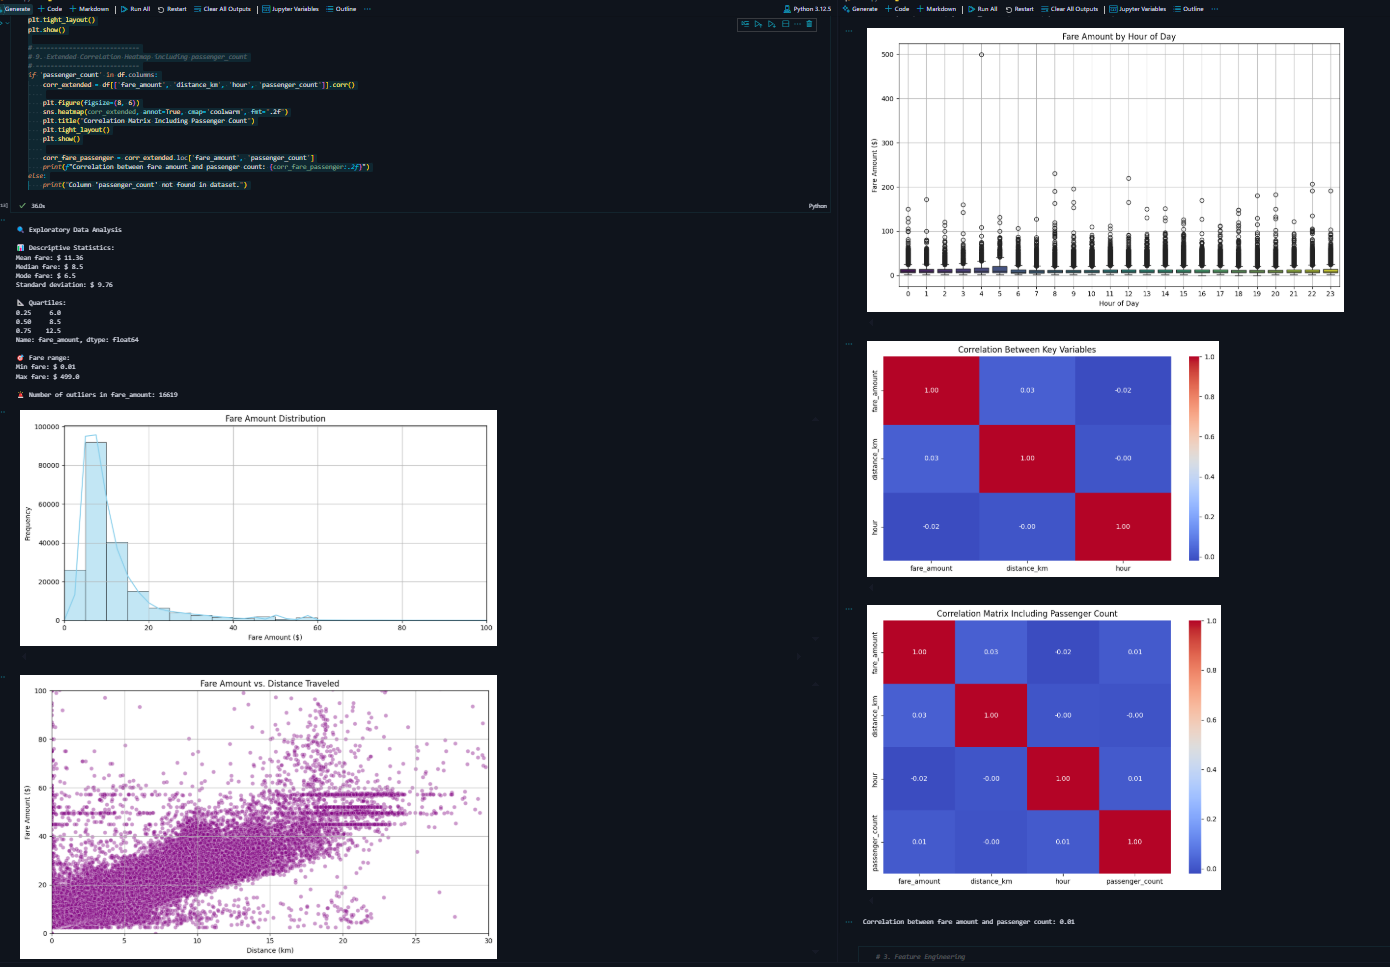 Generate + Code + Markdown Run All Restart Clear All Outputs Jupyter Variables Outline ··· Python 3.12.5
plt.tight_layout()
plt.show()
# ---------------------------
# 9. Extended Correlation Heatmap including passenger_count
# ---------------------------
if 'passenger_count' in df.columns:
corr_extended = df[['fare_amount', 'distance_km', 'hour', 'passenger_count']].corr()
plt.figure(figsize=(8, 6))
sns.heatmap(corr_extended, annot=True, cmap='coolwarm', fmt=".2f")
plt.title("Correlation Matrix Including Passenger Count")
plt.tight_layout()
plt.show()
corr_fare_passenger = corr_extended.loc['fare_amount', 'passenger_count']
print(f"Correlation between fare amount and passenger count: {corr_fare_passenger:.2f}")
else:
print("Column 'passenger_count' not found in dataset.")
36.0s
Python
Exploratory Data Analysis
Descriptive Statistics:
Mean fare: $ 11.36
Median fare: $ 8.5
Mode fare: $ 6.5
Standard deviation: $ 9.76
Quartiles:
0.25 6.0
0.50 8.5
0.75 12.5
Name: fare_amount, dtype: float64
Fare range:
Min fare: $ 0.01
Max fare: $ 499.0
Number of outliers in fare_amount: 16619
Fare Amount Distribution
100000
80000
60000
40000
20000
0
Frequency
0 20 40 60 80 100
Fare Amount ($)
Fare Amount vs. Distance Traveled
100
80
60
40
20
0
Fare Amount ($)
0 5 10 15 20 25 30
Distance (km)
Generate + Code + Markdown Run All Restart Clear All Outputs Jupyter Variables Outline ···
Fare Amount by Hour of Day
500
400
300
200
100
0
Fare Amount ($)
0 1 2 3 4 5 6 7 8 9 10 11 12 13 14 15 16 17 18 19 20 21 22 23
Hour of Day
Correlation Between Key Variables
fare_amount 1.00 0.03 -0.02
distance_km 0.03 1.00 -0.00
hour -0.02 -0.00 1.00
fare_amount distance_km hour
1.0
0.8
0.6
0.4
0.2
0.0
Correlation Matrix Including Passenger Count
fare_amount 1.00 0.03 -0.02 0.01
distance_km 0.03 1.00 -0.00 -0.00
hour -0.02 -0.00 1.00 0.01
passenger_count 0.01 -0.00 0.01 1.00
fare_amount distance_km hour passenger_count
1.0
0.8
0.6
0.4
0.2
0.0
Correlation between fare amount and passenger count: 0.01
# 3. Feature Engineering